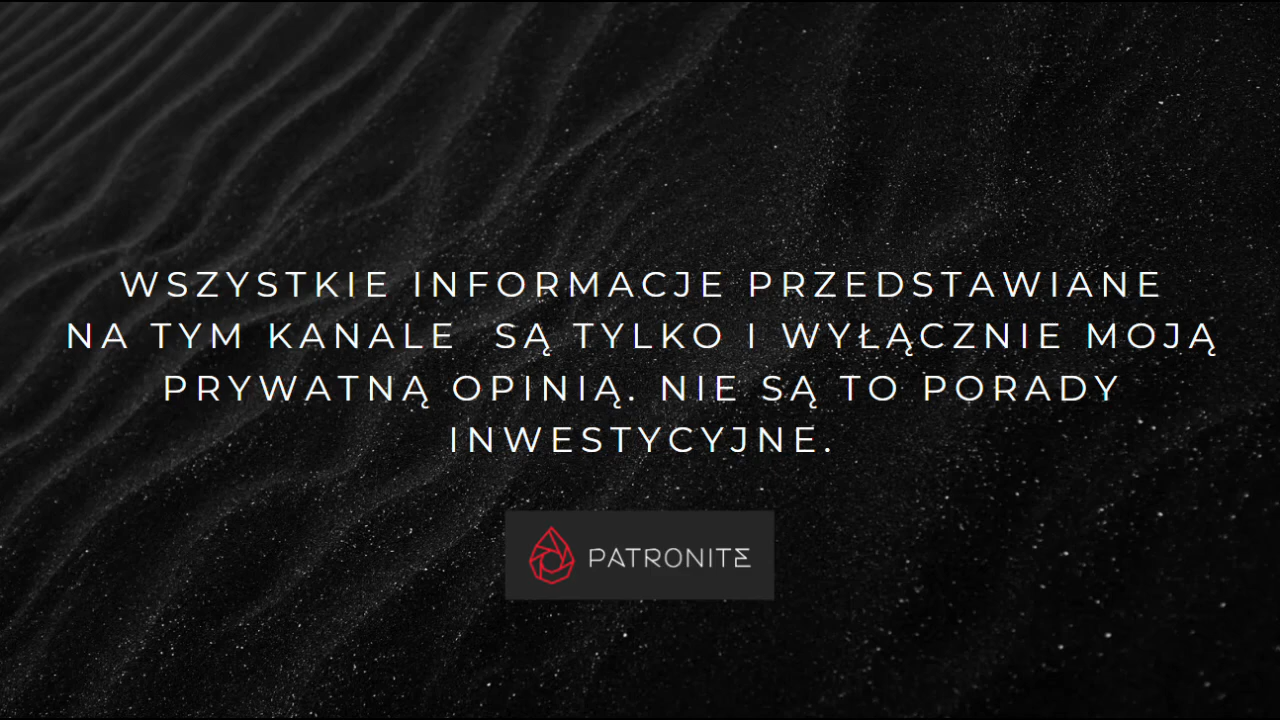 WSZYSTKIE INFORMACJE PRZEDSTAWIANE
NA TYM KANALE SĄ TYLKO I WYŁĄCZNIE MOJĄ
PRYWATNĄ OPINIĄ. NIE SĄ TO PORADY
INWESTYCYJNE.
PATRONITE